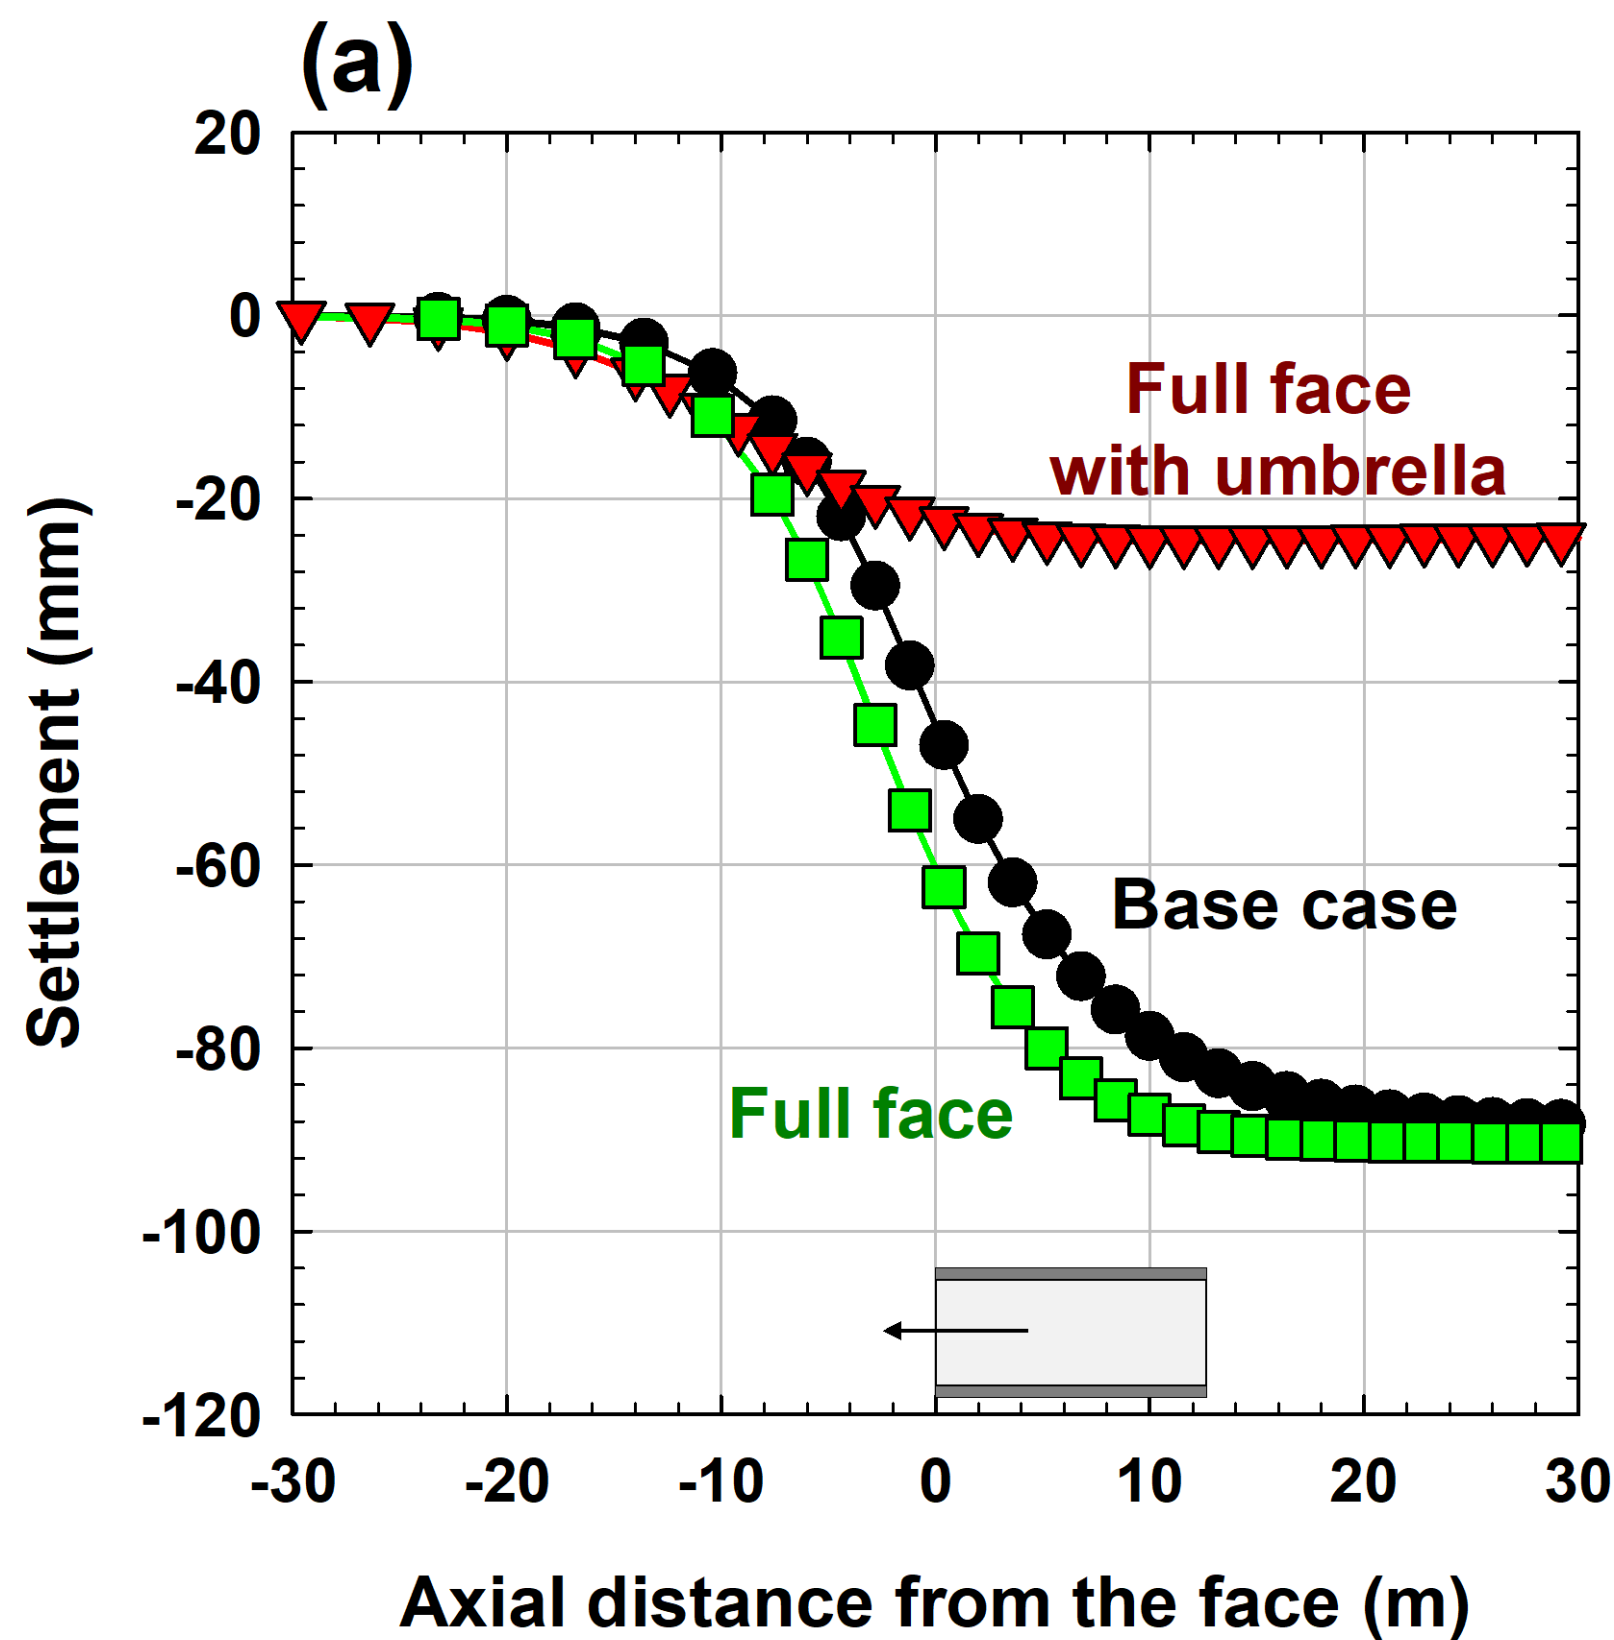 (a)
20
0
-20
-40
-60
-80
-100
-120
Settlement (mm)
Full face
with umbrella
Base case
Full face
-30 -20 -10 0 10 20 30
Axial distance from the face (m)